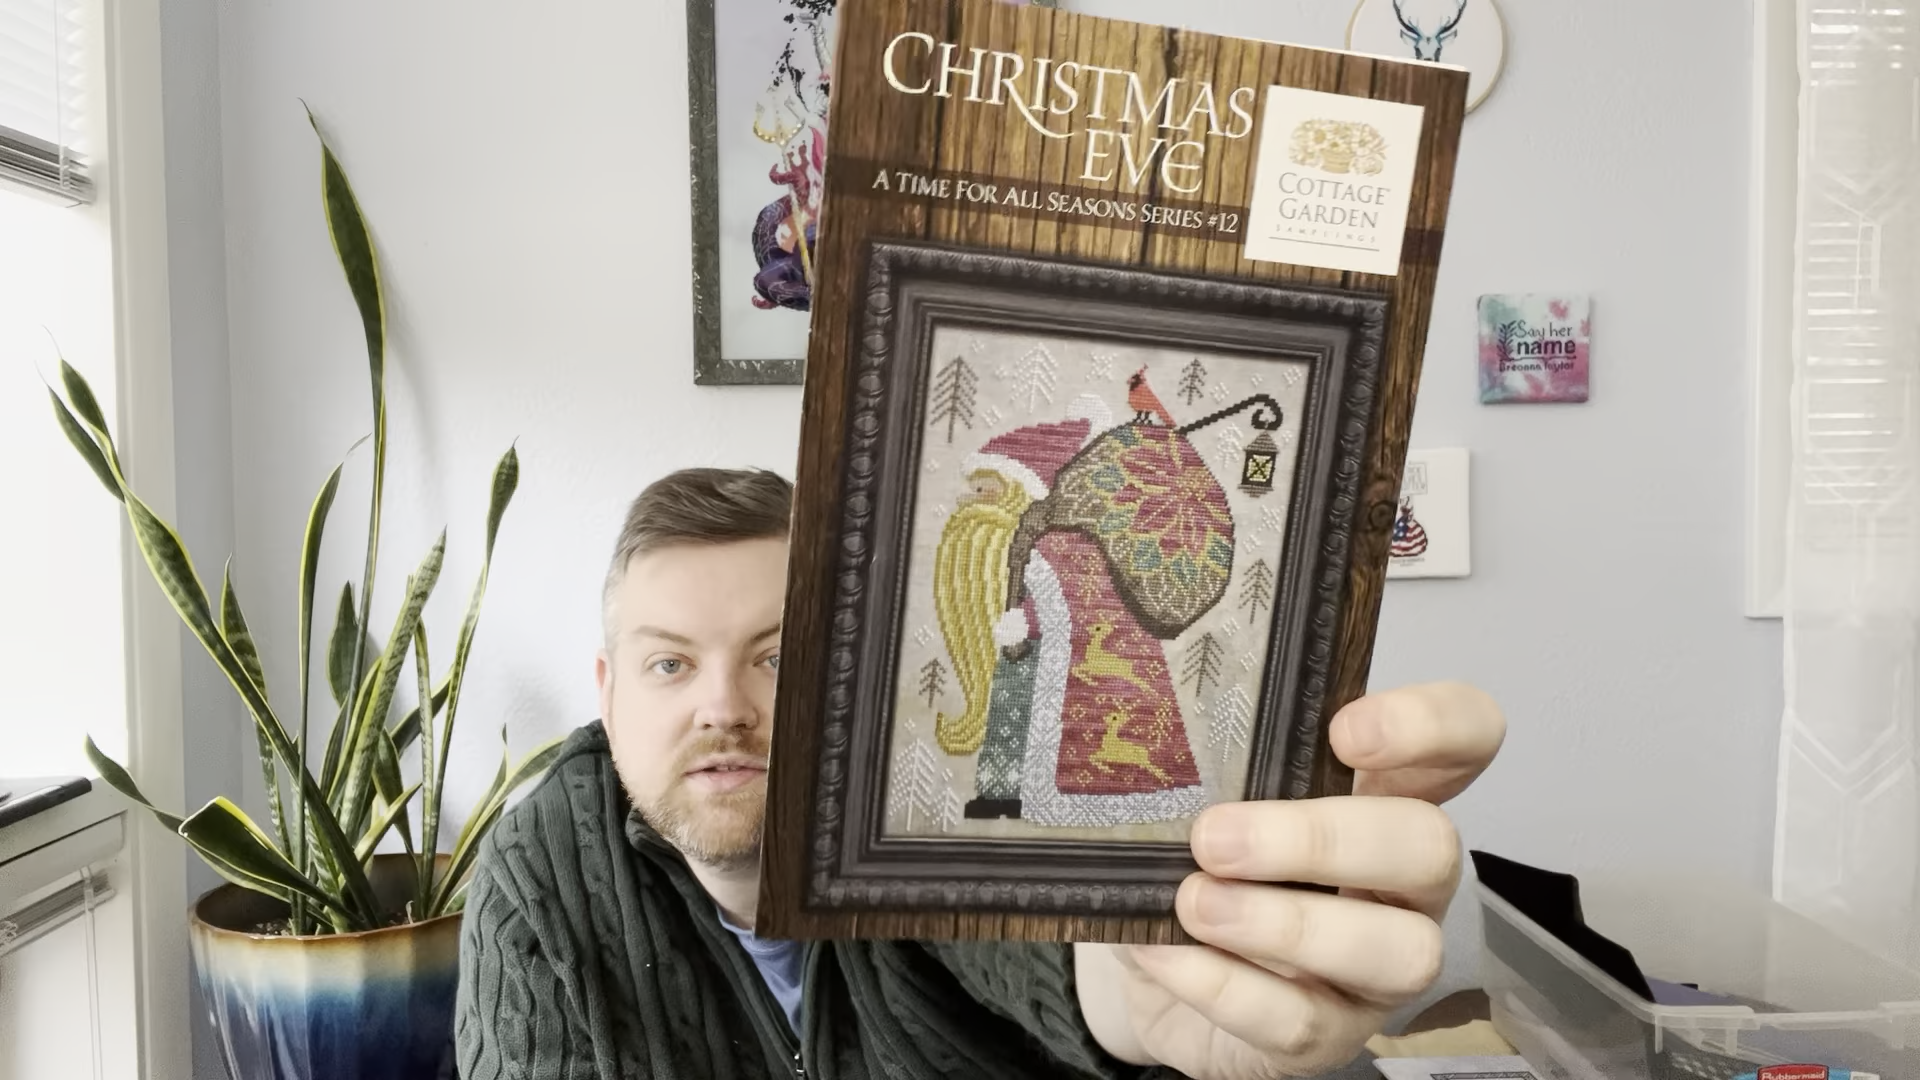 CHRISTMAS
EVE
A TIME FOR ALL SEASONS SERIES #12
COTTAGE
GARDEN
SAMPLINGS
Say her
name
Breonna Taylor
Rubbermaid